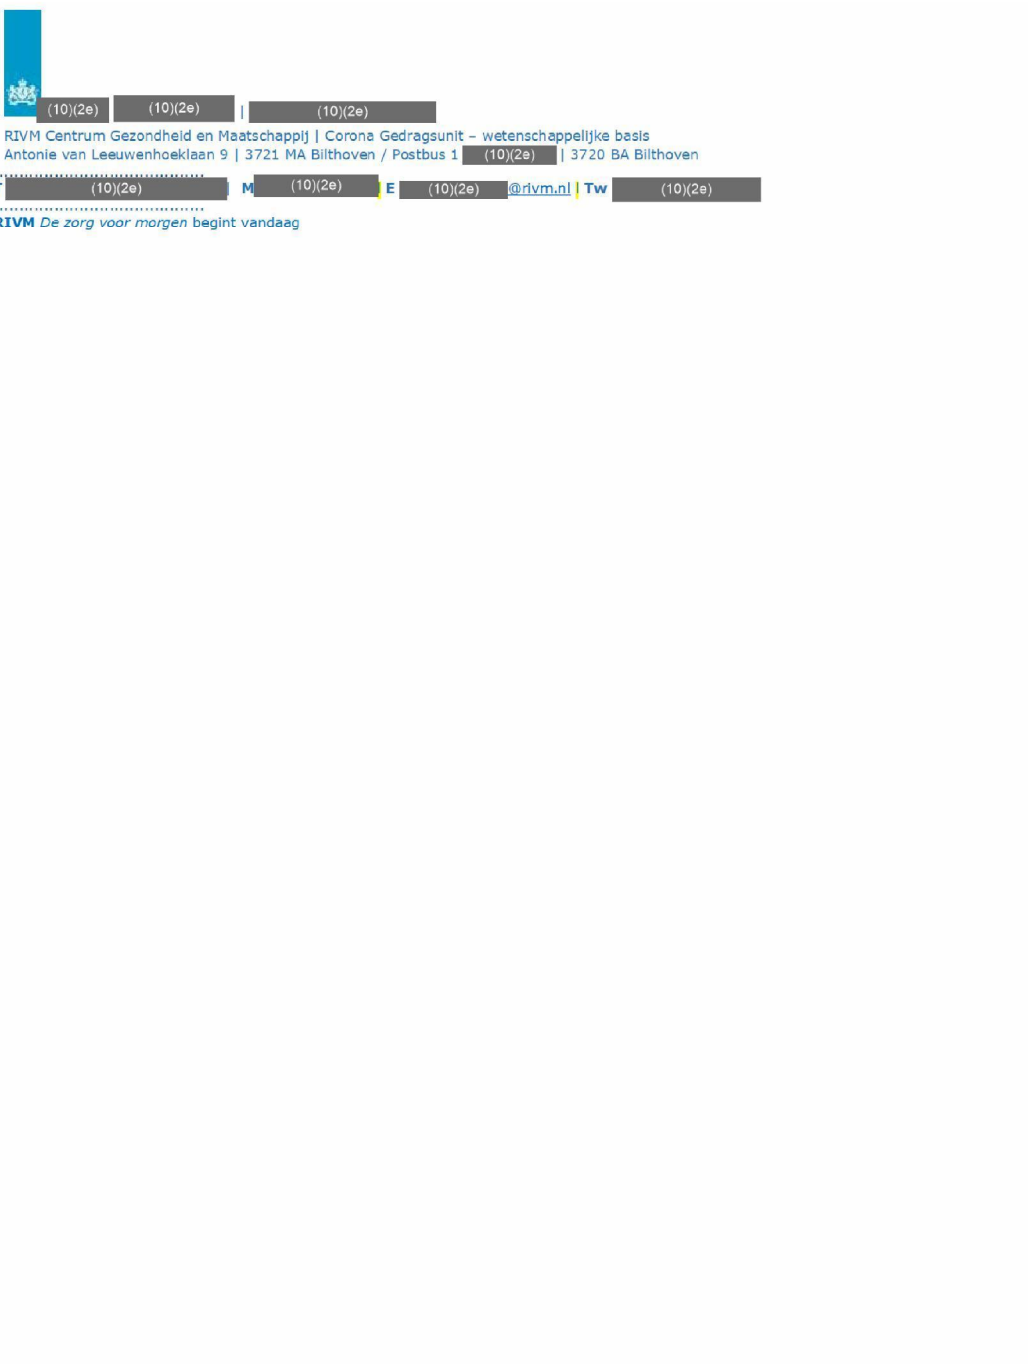 (10)(2e) (10)(2e) | (10)(2e)
RIVM Centrum Gezondheid en Maatschappij | Corona Gedragsunit – wetenschappelijke basis
Antonie van Leeuwenhoeklaan 9 | 3721 MA Bilthoven / Postbus 1 (10)(2e) | 3720 BA Bilthoven
........................................
T (10)(2e) | M (10)(2e) | E (10)(2e) @rivm.nl | Tw (10)(2e)
........................................
RIVM De zorg voor morgen begint vandaag